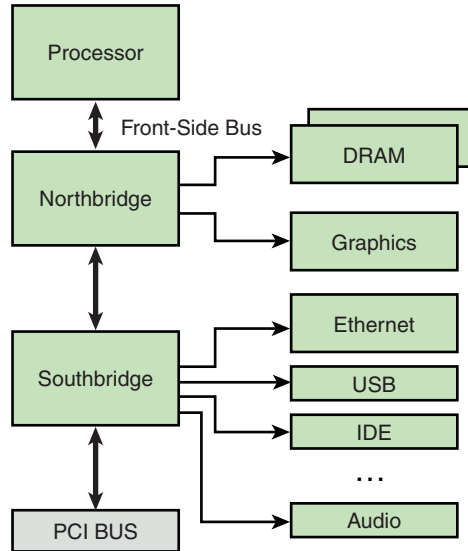 Processor
Front-Side Bus
DRAM
Northbridge
Graphics
Ethernet
Southbridge
USB
IDE
...
PCI BUS
Audio